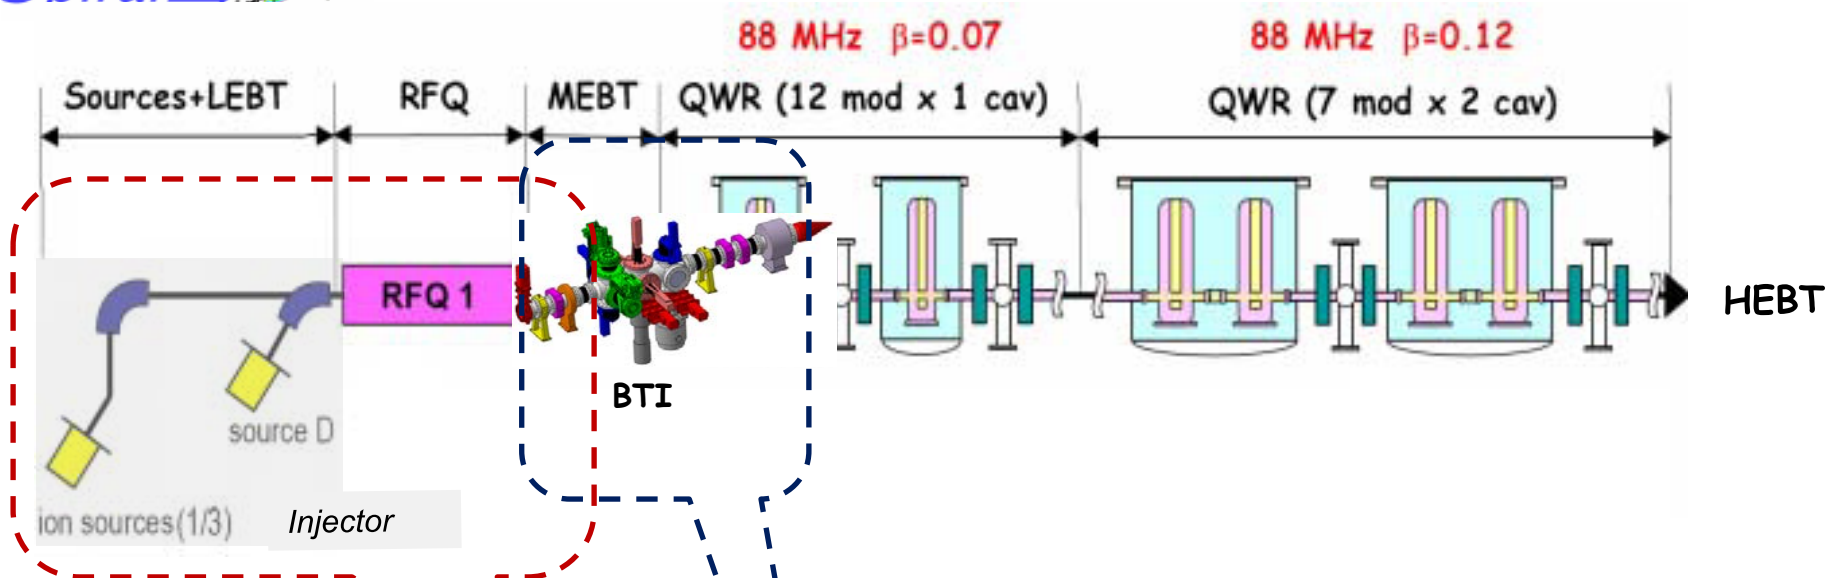 88 MHz β=0.07
88 MHz β=0.12
Sources+LEBT
RFQ
MEBT
QWR (12 mod x 1 cav)
QWR (7 mod x 2 cav)
RFQ 1
HEBT
BTI
source D
ion sources(1/3)
Injector